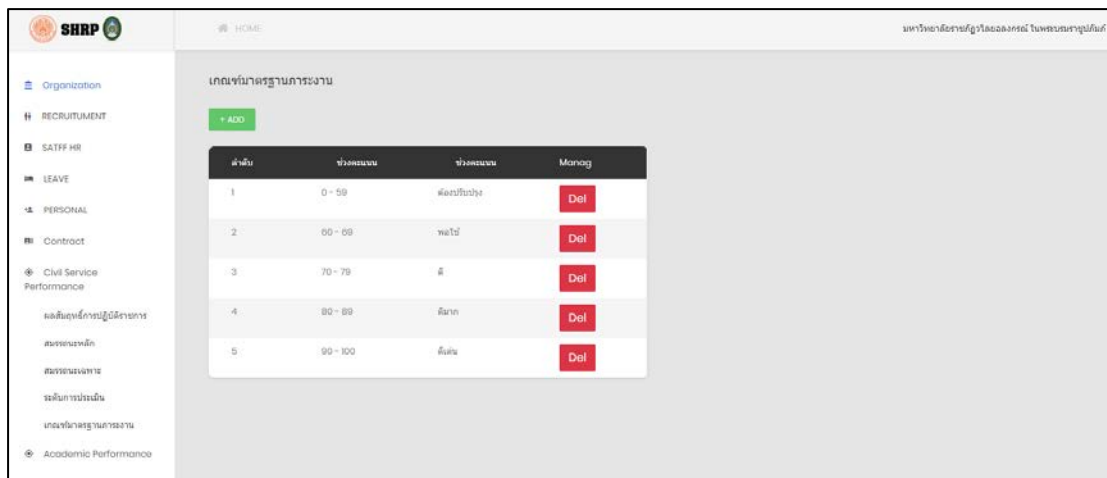 SHRP
HOME
มหาวิทยาลัยราชภัฏวไลยอลงกรณ์ ในพระบรมราชูปถัมภ์
Organization
RECRUITUMENT
SATFF HR
LEAVE
PERSONAL
Contract
Civil Service
Performance
ผลสัมฤทธิ์การปฏิบัติราชการ
สมรรถนะหลัก
สมรรถนะเฉพาะ
ระดับการประเมิน
เกณฑ์มาตรฐานภาระงาน
Academic Performance
เกณฑ์มาตรฐานภาระงาน
+ ADD
ลำดับ ช่วงคะแนน ช่วงคะแนน Manag
1 0 - 59 ต้องปรับปรุง Del
2 60 - 69 พอใช้ Del
3 70 - 79 ดี Del
4 80 - 89 ดีมาก Del
5 90 - 100 ดีเด่น Del